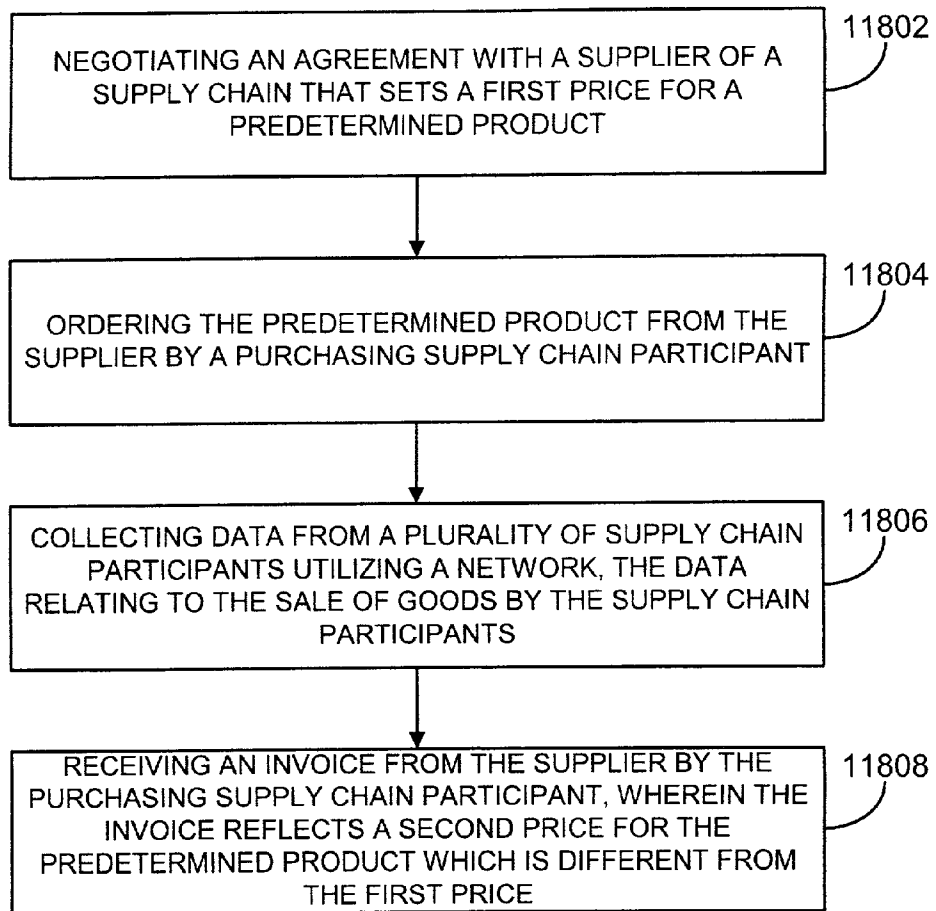 11802
NEGOTIATING AN AGREEMENT WITH A SUPPLIER OF A
SUPPLY CHAIN THAT SETS A FIRST PRICE FOR A
PREDETERMINED PRODUCT
11804
ORDERING THE PREDETERMINED PRODUCT FROM THE
SUPPLIER BY A PURCHASING SUPPLY CHAIN PARTICIPANT
11806
COLLECTING DATA FROM A PLURALITY OF SUPPLY CHAIN
PARTICIPANTS UTILIZING A NETWORK, THE DATA
RELATING TO THE SALE OF GOODS BY THE SUPPLY CHAIN
PARTICIPANTS
11808
RECEIVING AN INVOICE FROM THE SUPPLIER BY THE
PURCHASING SUPPLY CHAIN PARTICIPANT, WHEREIN THE
INVOICE REFLECTS A SECOND PRICE FOR THE
PREDETERMINED PRODUCT WHICH IS DIFFERENT FROM
THE FIRST PRICE